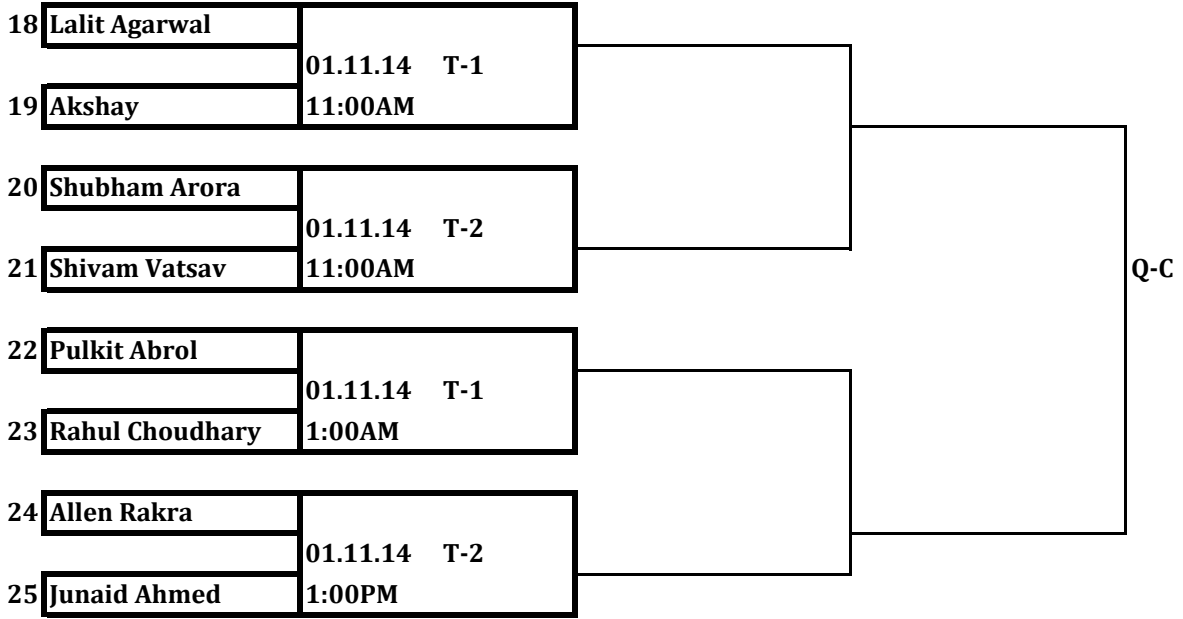 18 Lalit Agarwal
01.11.14 T-1
19 Akshay 11:00AM
20 Shubham Arora
01.11.14 T-2
21 Shivam Vatsav 11:00AM
Q-C
22 Pulkit Abrol
01.11.14 T-1
23 Rahul Choudhary 1:00AM
24 Allen Rakra
01.11.14 T-2
25 Junaid Ahmed 1:00PM